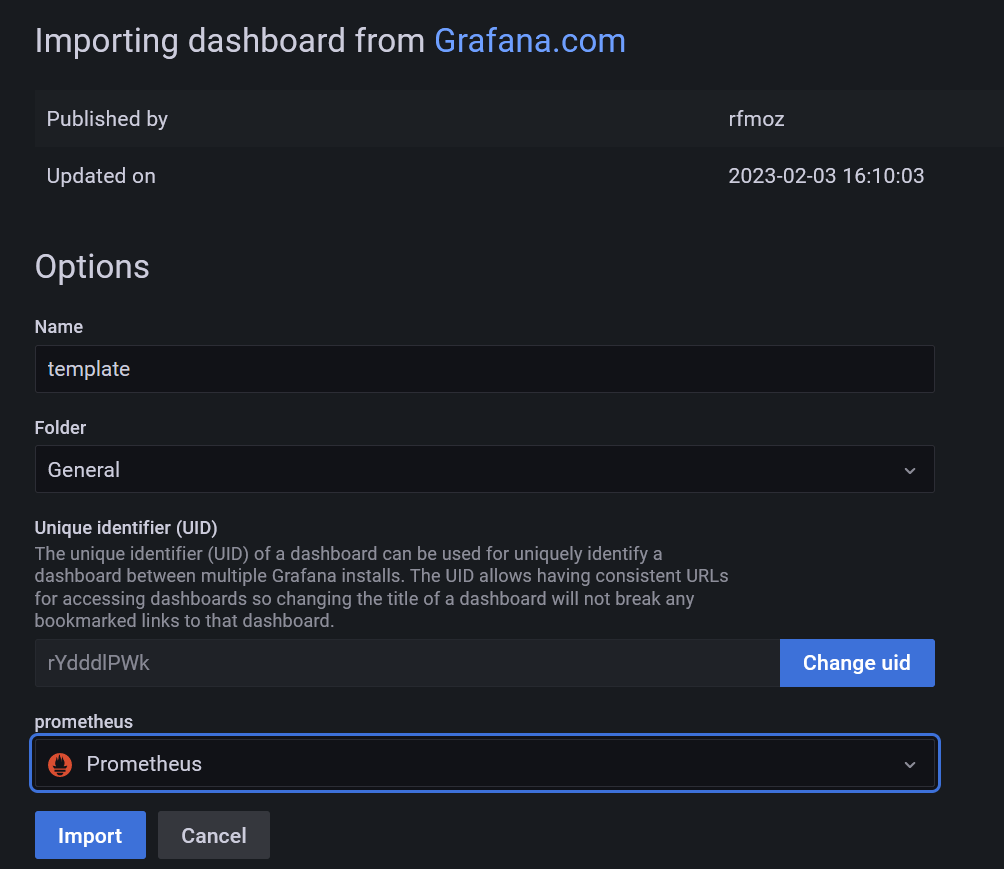 Importing dashboard from Grafana.com
Published by rfmoz
Updated on 2023-02-03 16:10:03
Options
Name
template
Folder
General
Unique identifier (UID)
The unique identifier (UID) of a dashboard can be used for uniquely identify a
dashboard between multiple Grafana installs. The UID allows having consistent URLs
for accessing dashboards so changing the title of a dashboard will not break any
bookmarked links to that dashboard.
rYdddlPWk Change uid
prometheus
Prometheus
Import Cancel